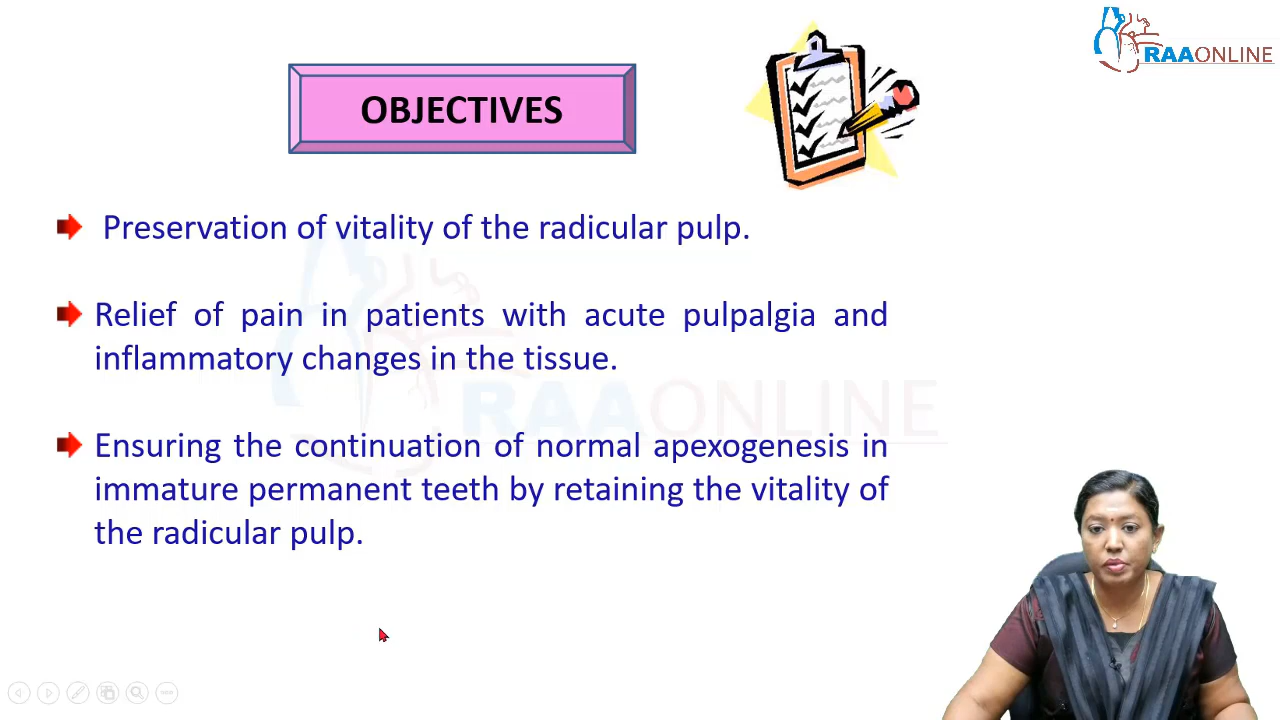 RAAONLINE
OBJECTIVES
Preservation of vitality of the radicular pulp.
Relief of pain in patients with acute pulpalgia and
inflammatory changes in the tissue.
RAAONLINE
Ensuring the continuation of normal apexogenesis in
immature permanent teeth by retaining the vitality of
the radicular pulp.